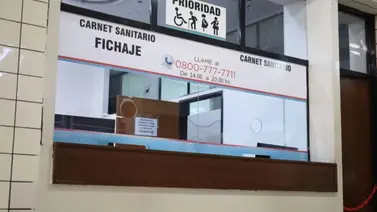 PRIORIDAD
CARNET SANITARIO
FICHAJE
LLAME al
0800-777-7711
De 14.00 a 20.00 hs.
CARNET SANITARIO